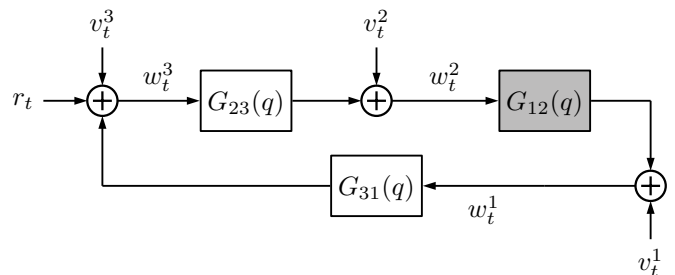 v_t^3 v_t^2
w_t^3 w_t^2
r_t + G_{23}(q) + G_{12}(q)
G_{31}(q) +
w_t^1
v_t^1